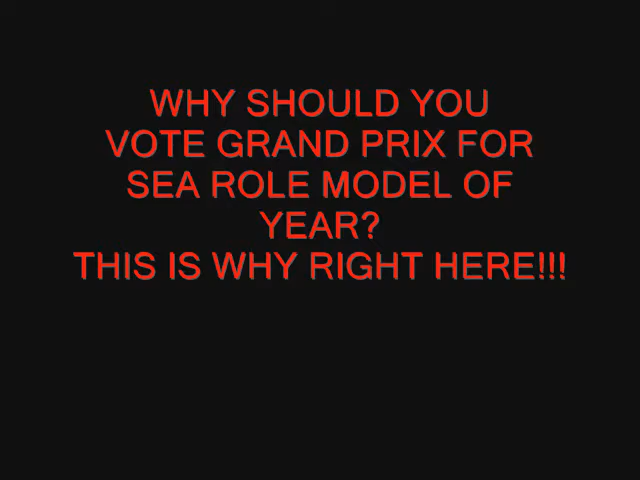 WHY SHOULD YOU
VOTE GRAND PRIX FOR
SEA ROLE MODEL OF
YEAR?
THIS IS WHY RIGHT HERE!!!